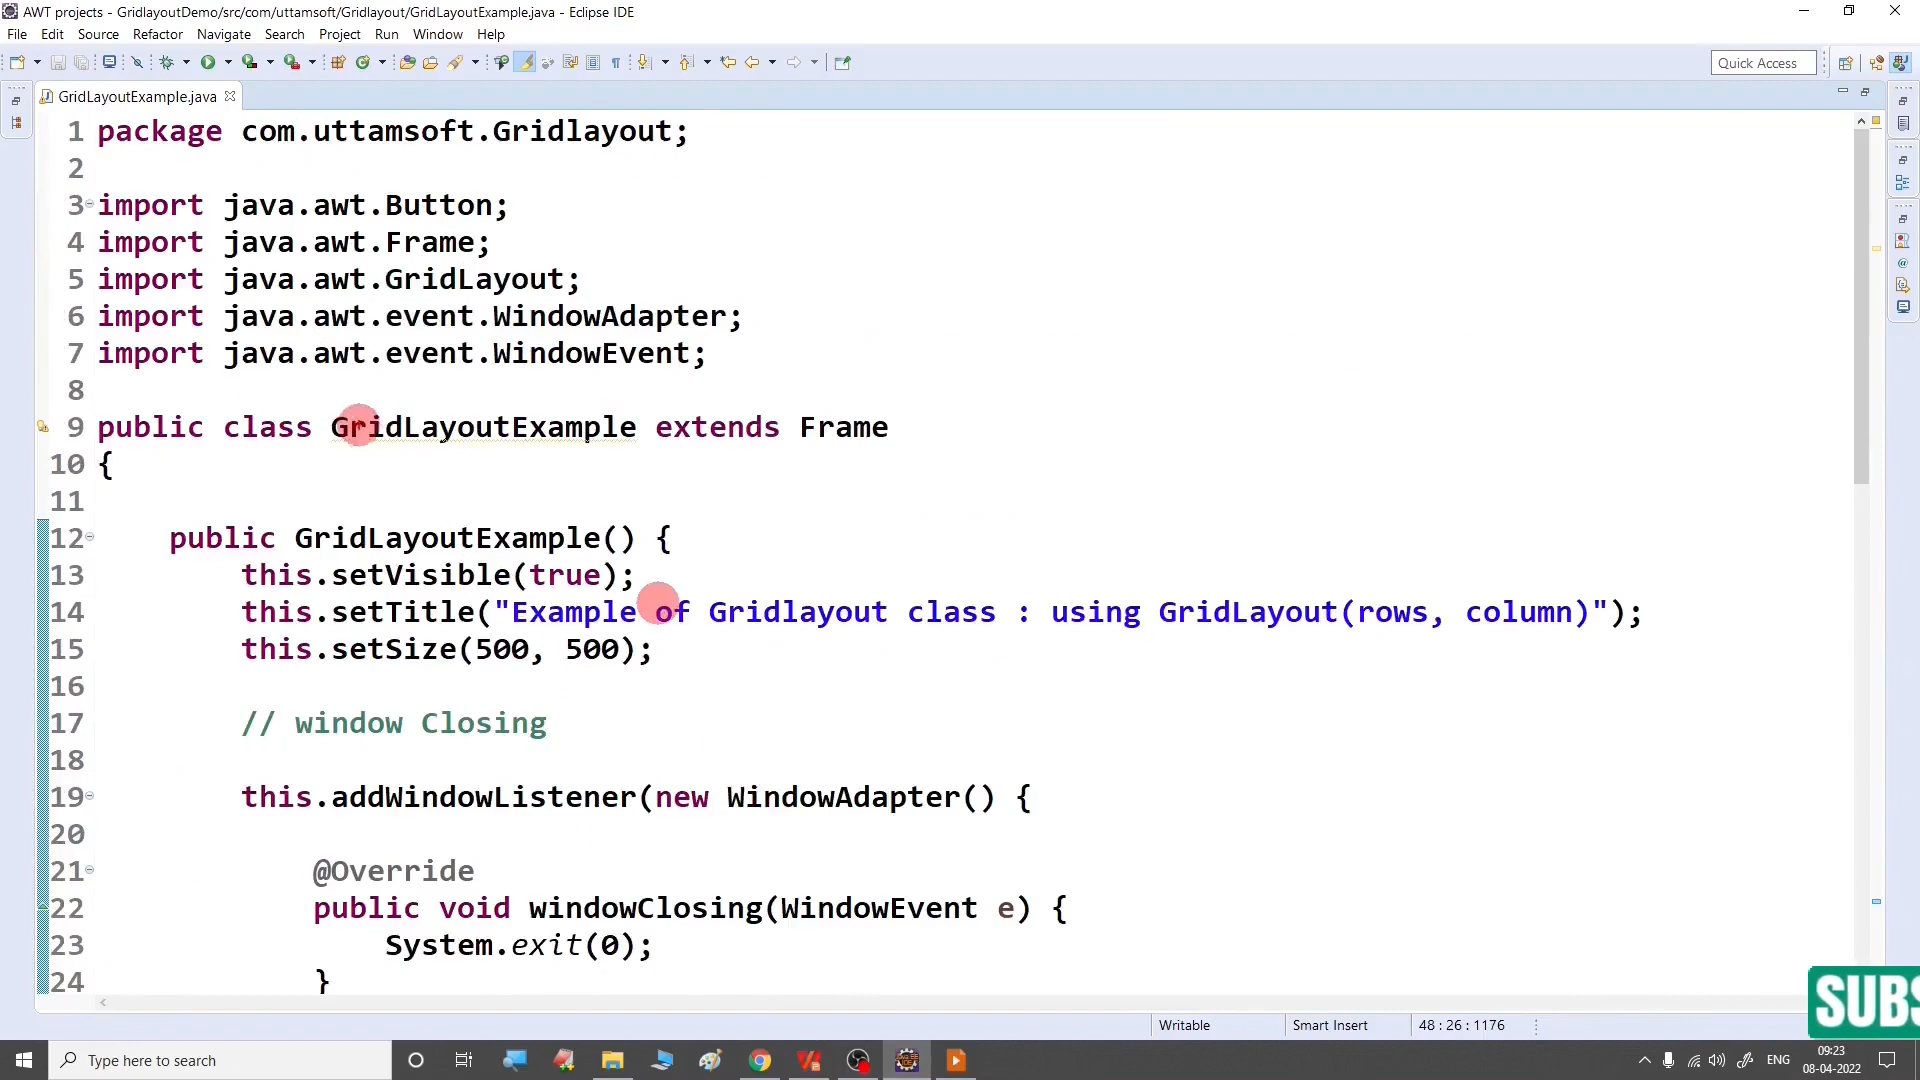 AWT projects - GridlayoutDemo/src/com/uttamsoft/Gridlayout/GridLayoutExample.java - Eclipse IDE
File Edit Source Refactor Navigate Search Project Run Window Help
Quick Access
GridLayoutExample.java
1 package com.uttamsoft.Gridlayout;
2
3 import java.awt.Button;
4 import java.awt.Frame;
5 import java.awt.GridLayout;
6 import java.awt.event.WindowAdapter;
7 import java.awt.event.WindowEvent;
8
9 public class GridLayoutExample extends Frame
10 {
11
12 public GridLayoutExample() {
13 this.setVisible(true);
14 this.setTitle("Example of Gridlayout class : using GridLayout(rows, column)");
15 this.setSize(500, 500);
16
17 // window Closing
18
19 this.addWindowListener(new WindowAdapter() {
20
21 @Override
22 public void windowClosing(WindowEvent e) {
23 System.exit(0);
24 }
SUBS
Writable Smart Insert 48 : 26 : 1176
Type here to search
ENG
09:23
08-04-2022